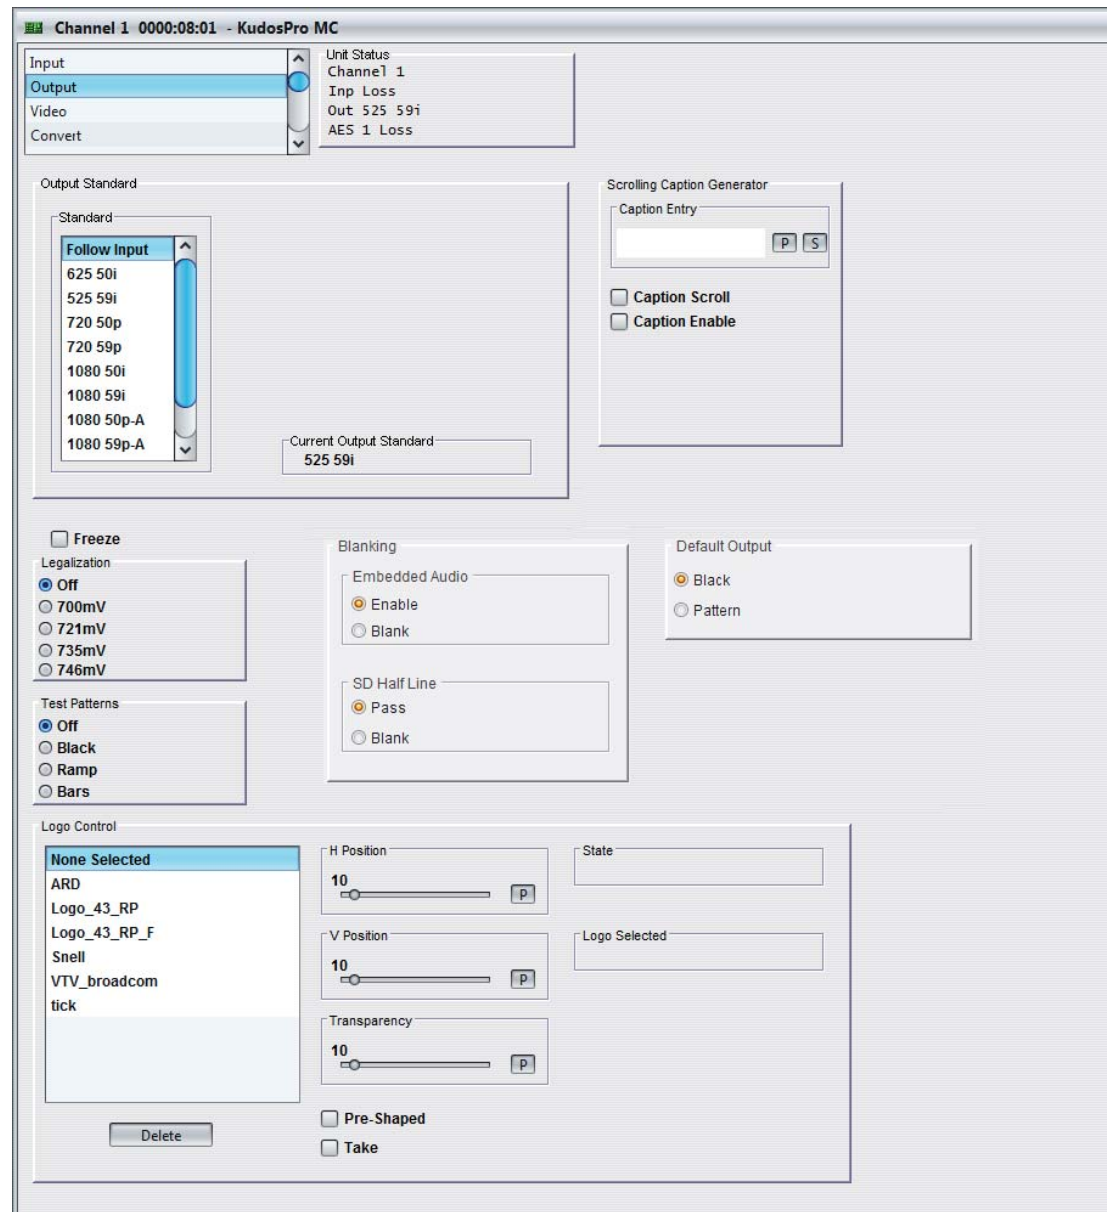 Channel 1 0000:08:01 - KudosPro MC
Input
Output
Video
Convert
Unit Status
Channel 1
Inp Loss
Out 525 59i
AES 1 Loss
Output Standard
Standard
Follow Input
625 50i
525 59i
720 50p
720 59p
1080 50i
1080 59i
1080 50p-A
1080 59p-A
Current Output Standard
525 59i
Scrolling Caption Generator
Caption Entry
P S
Caption Scroll
Caption Enable
Freeze
Legalization
Off
700mV
721mV
735mV
746mV
Test Patterns
Off
Black
Ramp
Bars
Blanking
Embedded Audio
Enable
Blank
SD Half Line
Pass
Blank
Default Output
Black
Pattern
Logo Control
None Selected
ARD
Logo_43_RP
Logo_43_RP_F
Snell
VTV_broadcom
tick
Delete
H Position
10
P
V Position
10
P
Transparency
10
P
Pre-Shaped
Take
State
Logo Selected